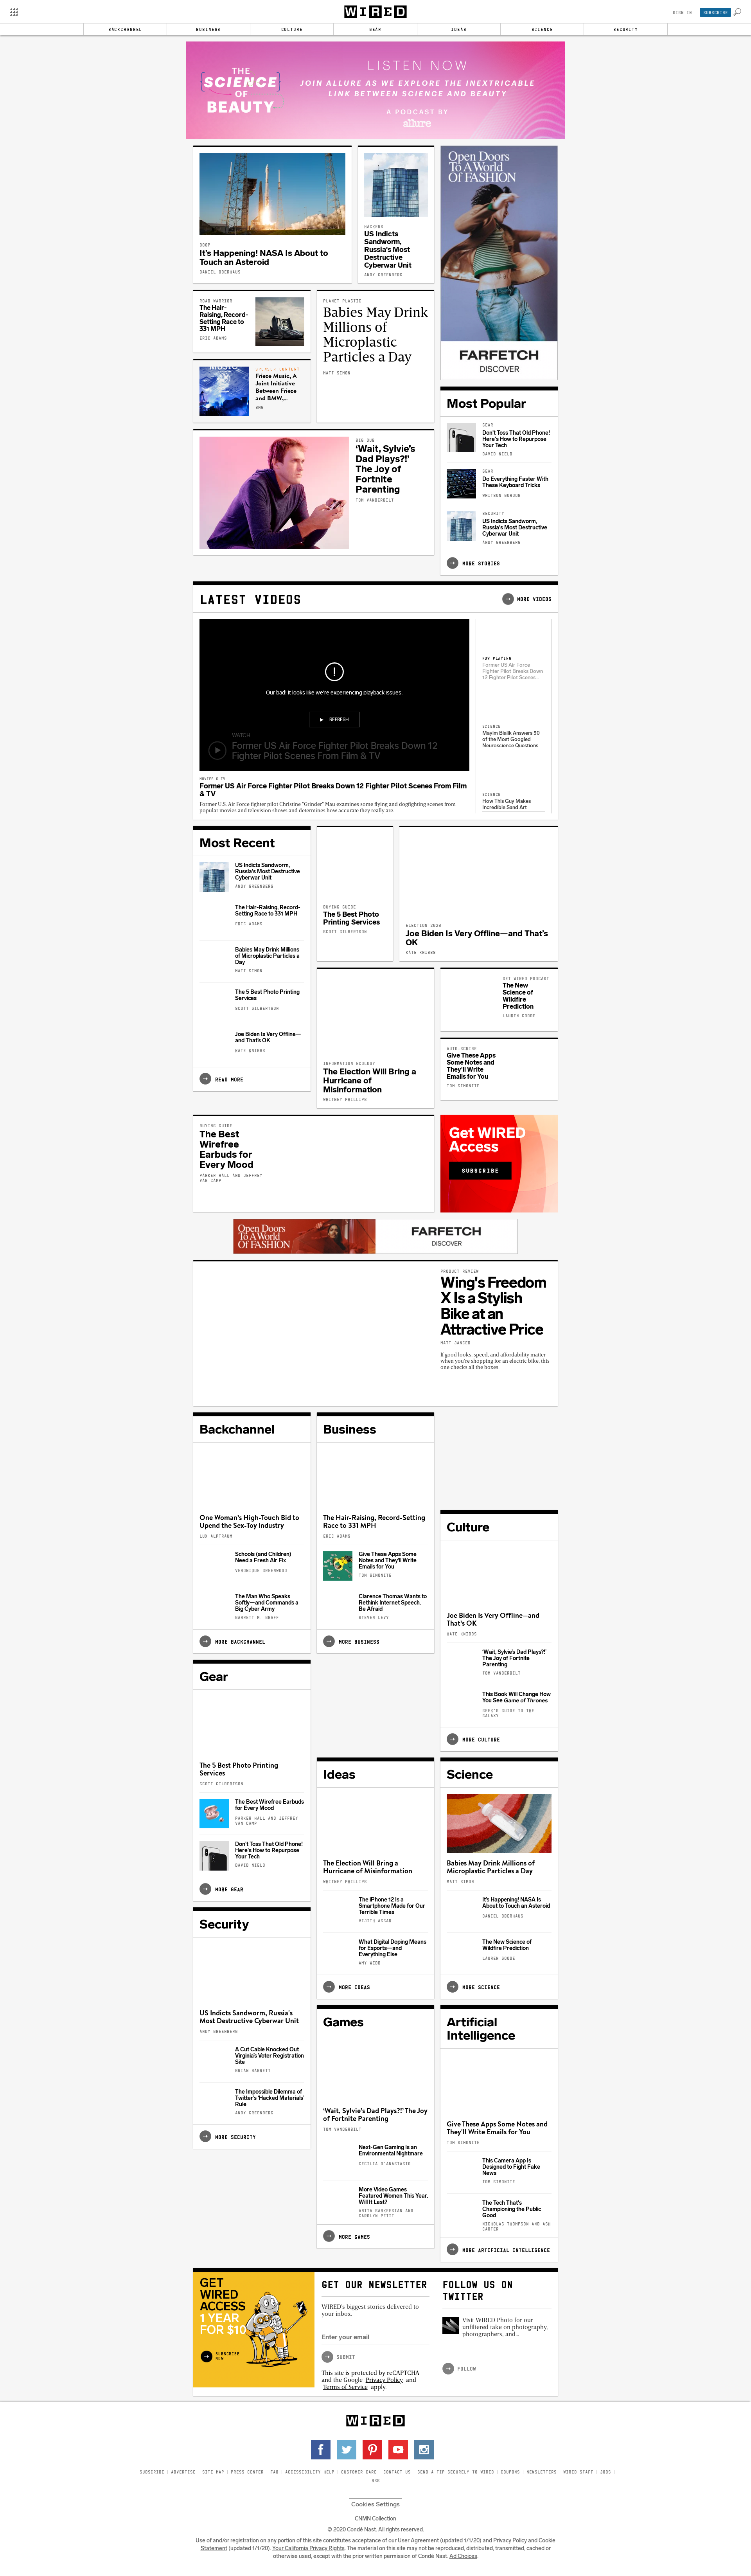 WIRED
SIGN IN | SUBSCRIBE
BACKCHANNEL BUSINESS CULTURE GEAR IDEAS SCIENCE SECURITY
THE SCIENCE OF BEAUTY
LISTEN NOW
JOIN ALLURE AS WE EXPLORE THE INEXTRICABLE
LINK BETWEEN SCIENCE AND BEAUTY
A PODCAST BY
allure
BOOP
It's Happening! NASA Is About to
Touch an Asteroid
DANIEL OBERHAUS
HACKERS
US Indicts
Sandworm,
Russia's Most
Destructive
Cyberwar Unit
ANDY GREENBERG
Open Doors
To A World
Of FASHION
FARFETCH
DISCOVER
ROAD WARRIOR
The Hair-
Raising, Record-
Setting Race to
331 MPH
ERIC ADAMS
SPONSOR CONTENT
Frieze Music, A
Joint Initiative
Between Frieze
and BMW,...
BMW
PLANET PLASTIC
Babies May Drink
Millions of
Microplastic
Particles a Day
MATT SIMON
BIG DUB
'Wait, Sylvie's
Dad Plays?!'
The Joy of
Fortnite
Parenting
TOM VANDERBILT
Most Popular
GEAR
Don't Toss That Old Phone!
Here's How to Repurpose
Your Tech
DAVID NIELD
GEAR
Do Everything Faster With
These Keyboard Tricks
WHITSON GORDON
SECURITY
US Indicts Sandworm,
Russia's Most Destructive
Cyberwar Unit
ANDY GREENBERG
MORE STORIES
LATEST VIDEOS
MORE VIDEOS
Our bad! It looks like we're experiencing playback issues.
REFRESH
WATCH
Former US Air Force Fighter Pilot Breaks Down 12
Fighter Pilot Scenes From Film & TV
MOVIES & TV
Former US Air Force Fighter Pilot Breaks Down 12 Fighter Pilot Scenes From Film
& TV
Former U.S. Air Force fighter pilot Christine "Grinder" Mau examines some flying and dogfighting scenes from
popular movies and television shows and determines how accurate they really are.
NOW PLAYING
Former US Air Force
Fighter Pilot Breaks Down
12 Fighter Pilot Scenes...
SCIENCE
Mayim Bialik Answers 50
of the Most Googled
Neuroscience Questions
SCIENCE
How This Guy Makes
Incredible Sand Art
Most Recent
US Indicts Sandworm,
Russia's Most Destructive
Cyberwar Unit
ANDY GREENBERG
The Hair-Raising, Record-
Setting Race to 331 MPH
ERIC ADAMS
Babies May Drink Millions
of Microplastic Particles a
Day
MATT SIMON
The 5 Best Photo Printing
Services
SCOTT GILBERTSON
Joe Biden Is Very Offline—
and That's OK
KATE KNIBBS
READ MORE
BUYING GUIDE
The 5 Best Photo
Printing Services
SCOTT GILBERTSON
ELECTION 2020
Joe Biden Is Very Offline—and That's
OK
KATE KNIBBS
INFORMATION ECOLOGY
The Election Will Bring a
Hurricane of
Misinformation
WHITNEY PHILLIPS
GET WIRED PODCAST
The New
Science of
Wildfire
Prediction
LAUREN GOODE
AUTO-SCRIBE
Give These Apps
Some Notes and
They'll Write
Emails for You
TOM SIMONITE
BUYING GUIDE
The Best
Wirefree
Earbuds for
Every Mood
PARKER HALL AND JEFFREY
VAN CAMP
Get WIRED
Access
SUBSCRIBE
Open Doors
To A World
Of FASHION
FARFETCH
DISCOVER
PRODUCT REVIEW
Wing's Freedom
X Is a Stylish
Bike at an
Attractive Price
MATT JANCER
If good looks, speed, and affordability matter
when you're shopping for an electric bike, this
one checks all the boxes.
Backchannel
One Woman's High-Touch Bid to
Upend the Sex-Toy Industry
LUX ALPTRAUM
Schools (and Children)
Need a Fresh Air Fix
VERONIQUE GREENWOOD
The Man Who Speaks
Softly—and Commands a
Big Cyber Army
GARRETT M. GRAFF
MORE BACKCHANNEL
Business
The Hair-Raising, Record-Setting
Race to 331 MPH
ERIC ADAMS
Give These Apps Some
Notes and They'll Write
Emails for You
TOM SIMONITE
Clarence Thomas Wants to
Rethink Internet Speech.
Be Afraid
STEVEN LEVY
MORE BUSINESS
Culture
Joe Biden Is Very Offline—and
That's OK
KATE KNIBBS
'Wait, Sylvie's Dad Plays?!'
The Joy of Fortnite
Parenting
TOM VANDERBILT
This Book Will Change How
You See Game of Thrones
GEEK'S GUIDE TO THE
GALAXY
MORE CULTURE
Gear
The 5 Best Photo Printing
Services
SCOTT GILBERTSON
The Best Wirefree Earbuds
for Every Mood
PARKER HALL AND JEFFREY
VAN CAMP
Don't Toss That Old Phone!
Here's How to Repurpose
Your Tech
DAVID NIELD
MORE GEAR
Ideas
The Election Will Bring a
Hurricane of Misinformation
WHITNEY PHILLIPS
The iPhone 12 Is a
Smartphone Made for Our
Terrible Times
VIJITH ASSAR
What Digital Doping Means
for Esports—and
Everything Else
AMY WEBB
MORE IDEAS
Science
Babies May Drink Millions of
Microplastic Particles a Day
MATT SIMON
It's Happening! NASA Is
About to Touch an Asteroid
DANIEL OBERHAUS
The New Science of
Wildfire Prediction
LAUREN GOODE
MORE SCIENCE
Security
US Indicts Sandworm, Russia's
Most Destructive Cyberwar Unit
ANDY GREENBERG
A Cut Cable Knocked Out
Virginia's Voter Registration
Site
BRIAN BARRETT
The Impossible Dilemma of
Twitter's 'Hacked Materials'
Rule
ANDY GREENBERG
MORE SECURITY
Games
'Wait, Sylvie's Dad Plays?!' The Joy
of Fortnite Parenting
TOM VANDERBILT
Next-Gen Gaming Is an
Environmental Nightmare
CECILIA D'ANASTASIO
More Video Games
Featured Women This Year.
Will It Last?
ANITA SARKEESIAN AND
CAROLYN PETIT
MORE GAMES
Artificial
Intelligence
Give These Apps Some Notes and
They'll Write Emails for You
TOM SIMONITE
This Camera App Is
Designed to Fight Fake
News
TOM SIMONITE
The Tech That's
Championing the Public
Good
NICHOLAS THOMPSON AND ASH
CARTER
MORE ARTIFICIAL INTELLIGENCE
GET
WIRED
ACCESS
1 YEAR
FOR $10
SUBSCRIBE
NOW
GET OUR NEWSLETTER
WIRED's biggest stories delivered to
your inbox.
Enter your email
SUBMIT
This site is protected by reCAPTCHA
and the Google Privacy Policy and
Terms of Service apply.
FOLLOW US ON
TWITTER
Visit WIRED Photo for our
unfiltered take on photography,
photographers, and...
FOLLOW
WIRED
SUBSCRIBE | ADVERTISE | SITE MAP | PRESS CENTER | FAQ | ACCESSIBILITY HELP | CUSTOMER CARE | CONTACT US | SEND A TIP SECURELY TO WIRED | COUPONS | NEWSLETTERS | WIRED STAFF | JOBS |
RSS
Cookies Settings
CNMN Collection
© 2020 Condé Nast. All rights reserved.
Use of and/or registration on any portion of this site constitutes acceptance of our User Agreement (updated 1/1/20) and Privacy Policy and Cookie
Statement (updated 1/1/20). Your California Privacy Rights. The material on this site may not be reproduced, distributed, transmitted, cached or
otherwise used, except with the prior written permission of Condé Nast. Ad Choices.